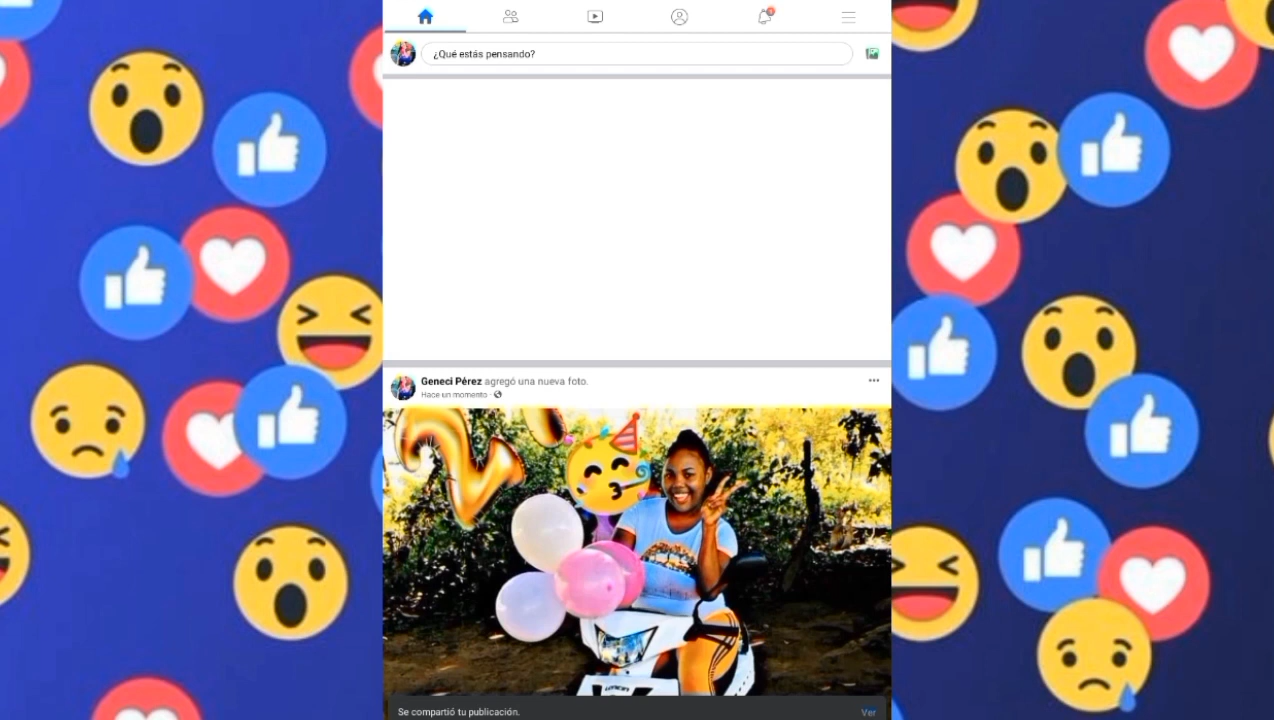 ¿Qué estás pensando?
Geneci Pérez agregó una nueva foto.
Hace un momento ·
Se compartió tu publicación.
Ver